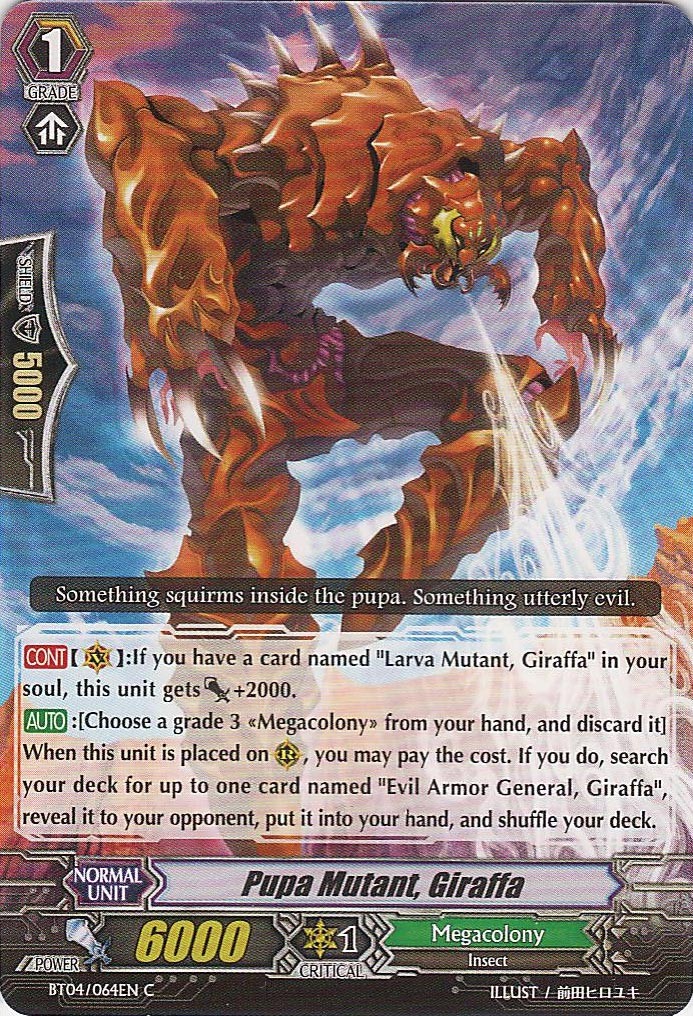 1
GRADE
SHIELD
5000
Something squirms inside the pupa. Something utterly evil.
CONT【 V 】:If you have a card named "Larva Mutant, Giraffa" in your
soul, this unit gets +2000.
AUTO :[Choose a grade 3 «Megacolony» from your hand, and discard it]
When this unit is placed on R, you may pay the cost. If you do, search
your deck for up to one card named "Evil Armor General, Giraffa",
reveal it to your opponent, put it into your hand, and shuffle your deck.
NORMAL
UNIT
Pupa Mutant, Giraffa
POWER
6000
1
CRITICAL
Megacolony
Insect
BT04/064EN C
ILLUST / 前田ヒロユキ